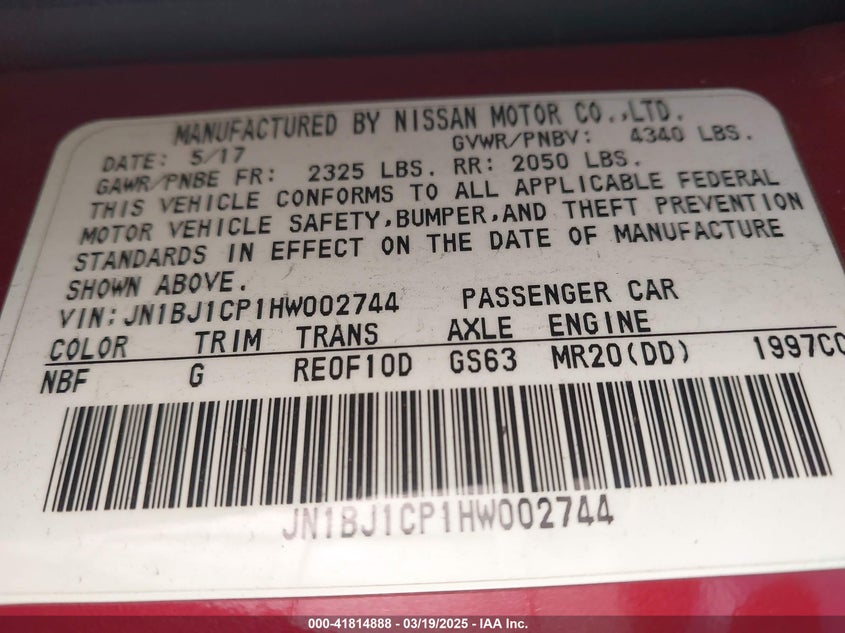 MANUFACTURED BY NISSAN MOTOR CO.,LTD.
DATE: 5/17 GVWR/PNBV: 4340 LBS.
GAWR/PNBE FR: 2325 LBS. RR: 2050 LBS.
THIS VEHICLE CONFORMS TO ALL APPLICABLE FEDERAL
MOTOR VEHICLE SAFETY,BUMPER,AND THEFT PREVENTION
STANDARDS IN EFFECT ON THE DATE OF MANUFACTURE
SHOWN ABOVE.
VIN:JN1BJ1CP1HW002744 PASSENGER CAR
COLOR TRIM TRANS AXLE ENGINE
NBF G RE0F10D GS63 MR20(DD) 1997CC
JN1BJ1CP1HW002744
000-41814888 - 03/19/2025 - IAA Inc.